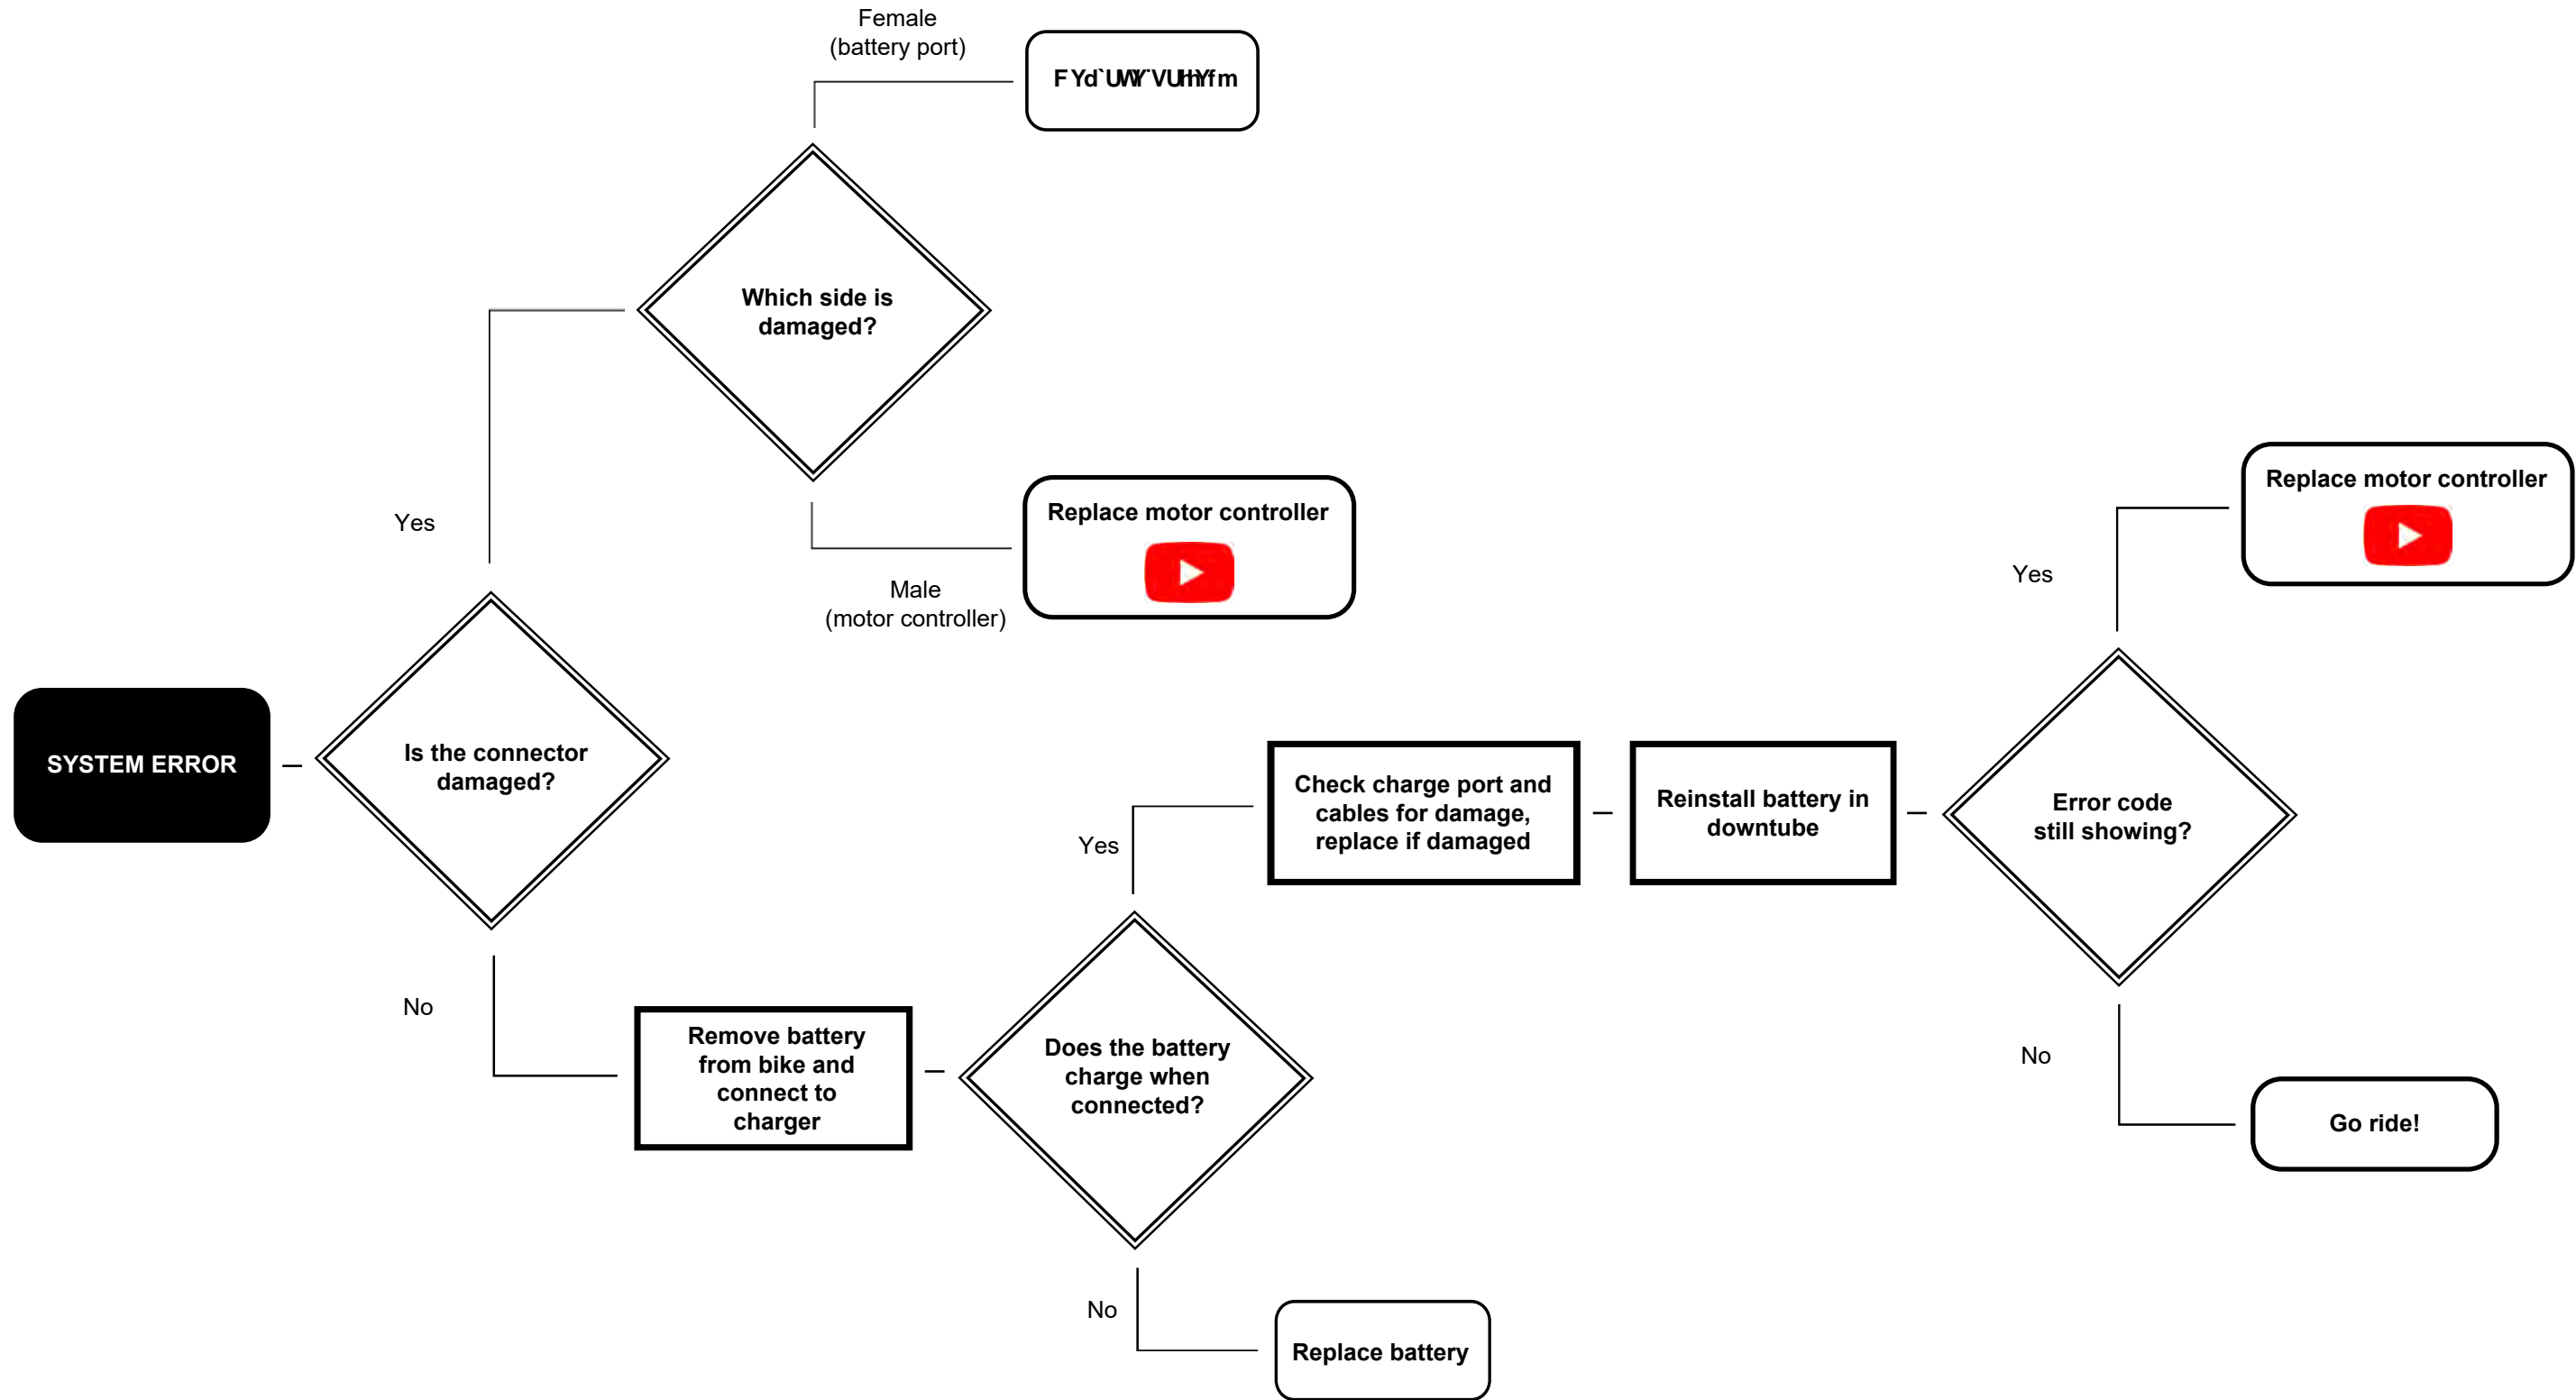 Female
(battery port)
Which side is
damaged?
Yes
Replace motor controller
Male
(motor controller)
Replace motor controller
Yes
SYSTEM ERROR
Is the connector
damaged?
Check charge port and
cables for damage,
replace if damaged
Reinstall battery in
downtube
Error code
still showing?
Yes
No
Remove battery
from bike and
connect to
charger
Does the battery
charge when
connected?
No
Go ride!
No
Replace battery